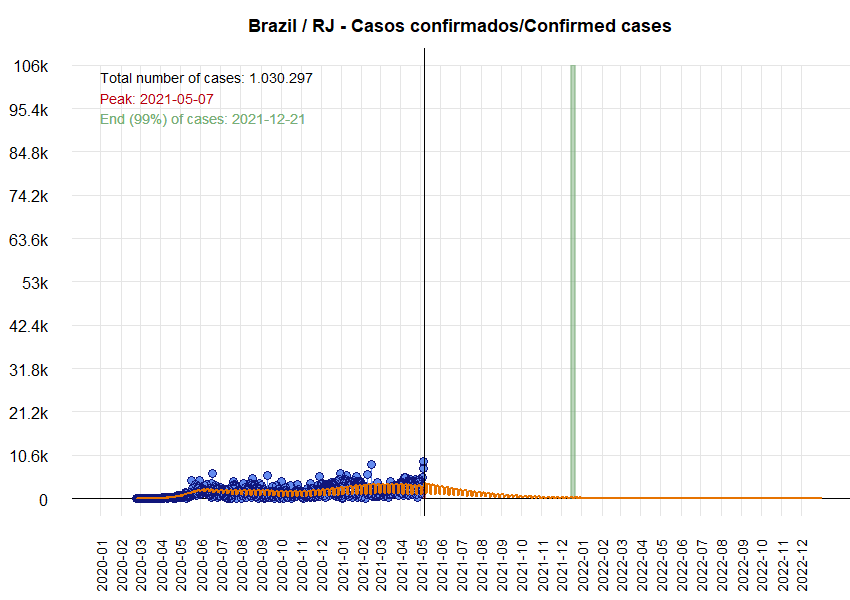 Brazil / RJ - Casos confirmados/Confirmed cases
106k
Total number of cases: 1.030.297
Peak: 2021-05-07
95.4k
End (99%) of cases: 2021-12-21
84.8k
74.2k
63.6k
53k
42.4k
31.8k
21.2k
10.6k
0
2020-01
2020-02
2020-03
2020-04
2020-05
2020-06
2020-07
2020-08
2020-09
2020-10
2020-11
2020-12
2021-01
2021-02
2021-03
2021-04
2021-05
2021-06
2021-07
2021-08
2021-09
2021-10
2021-11
2021-12
2022-01
2022-02
2022-03
2022-04
2022-05
2022-06
2022-07
2022-08
2022-09
2022-10
2022-11
2022-12